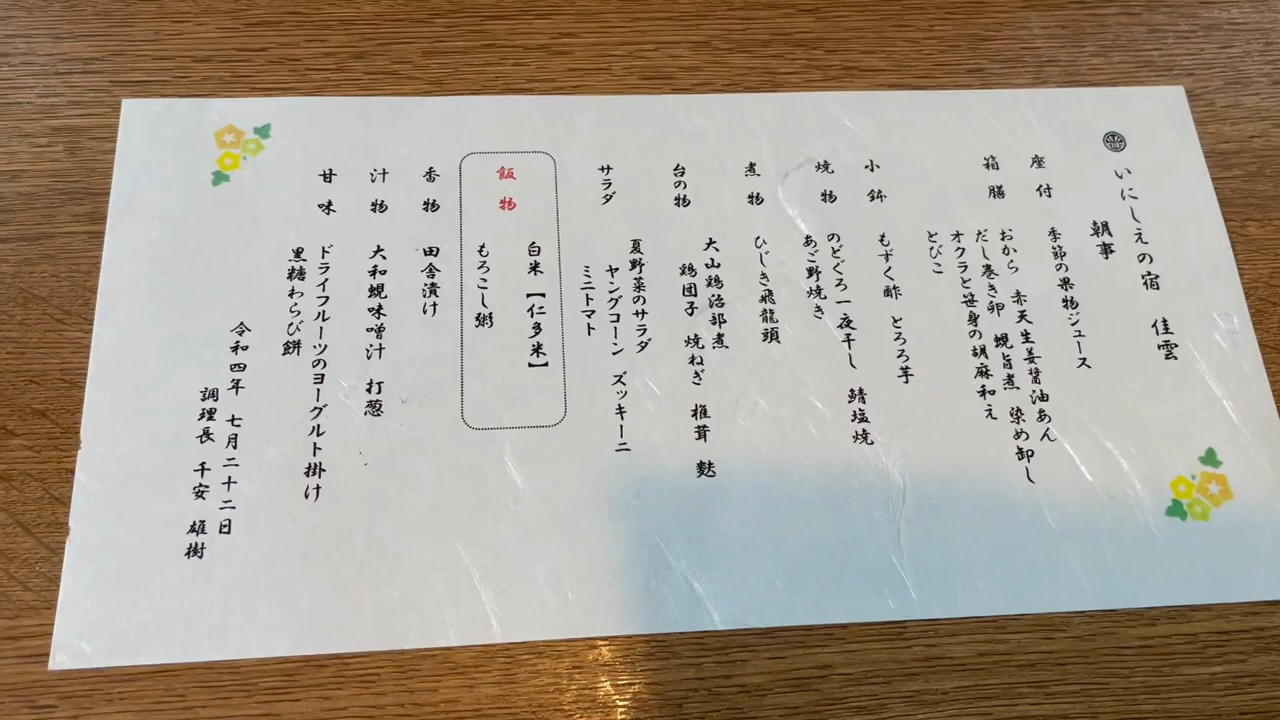 いにしえの宿 佳雲
朝事
座付
季節の果物ジュース
箱膳
おから 赤天生姜醤油あん
だし巻き卵 蜆旨煮 染め卸し
オクラと笹身の胡麻和え
とびこ
小鉢
もずく酢 とろろ芋
焼物
のどぐろ一夜干し 鯖塩焼
あご野焼き
煮物
ひじき飛龍頭
台の物
大山鶏治部煮
鶏団子 焼ねぎ 椎茸 麩
サラダ
夏野菜のサラダ
ヤングコーン ズッキーニ
ミニトマト
飯物
白米【仁多米】
もろこし粥
香物
田舎漬け
汁物
大和蜆味噌汁 打葱
甘味
ドライフルーツのヨーグルト掛け
黒糖わらび餅
令和四年 七月二十二日
調理長 千安 雄樹